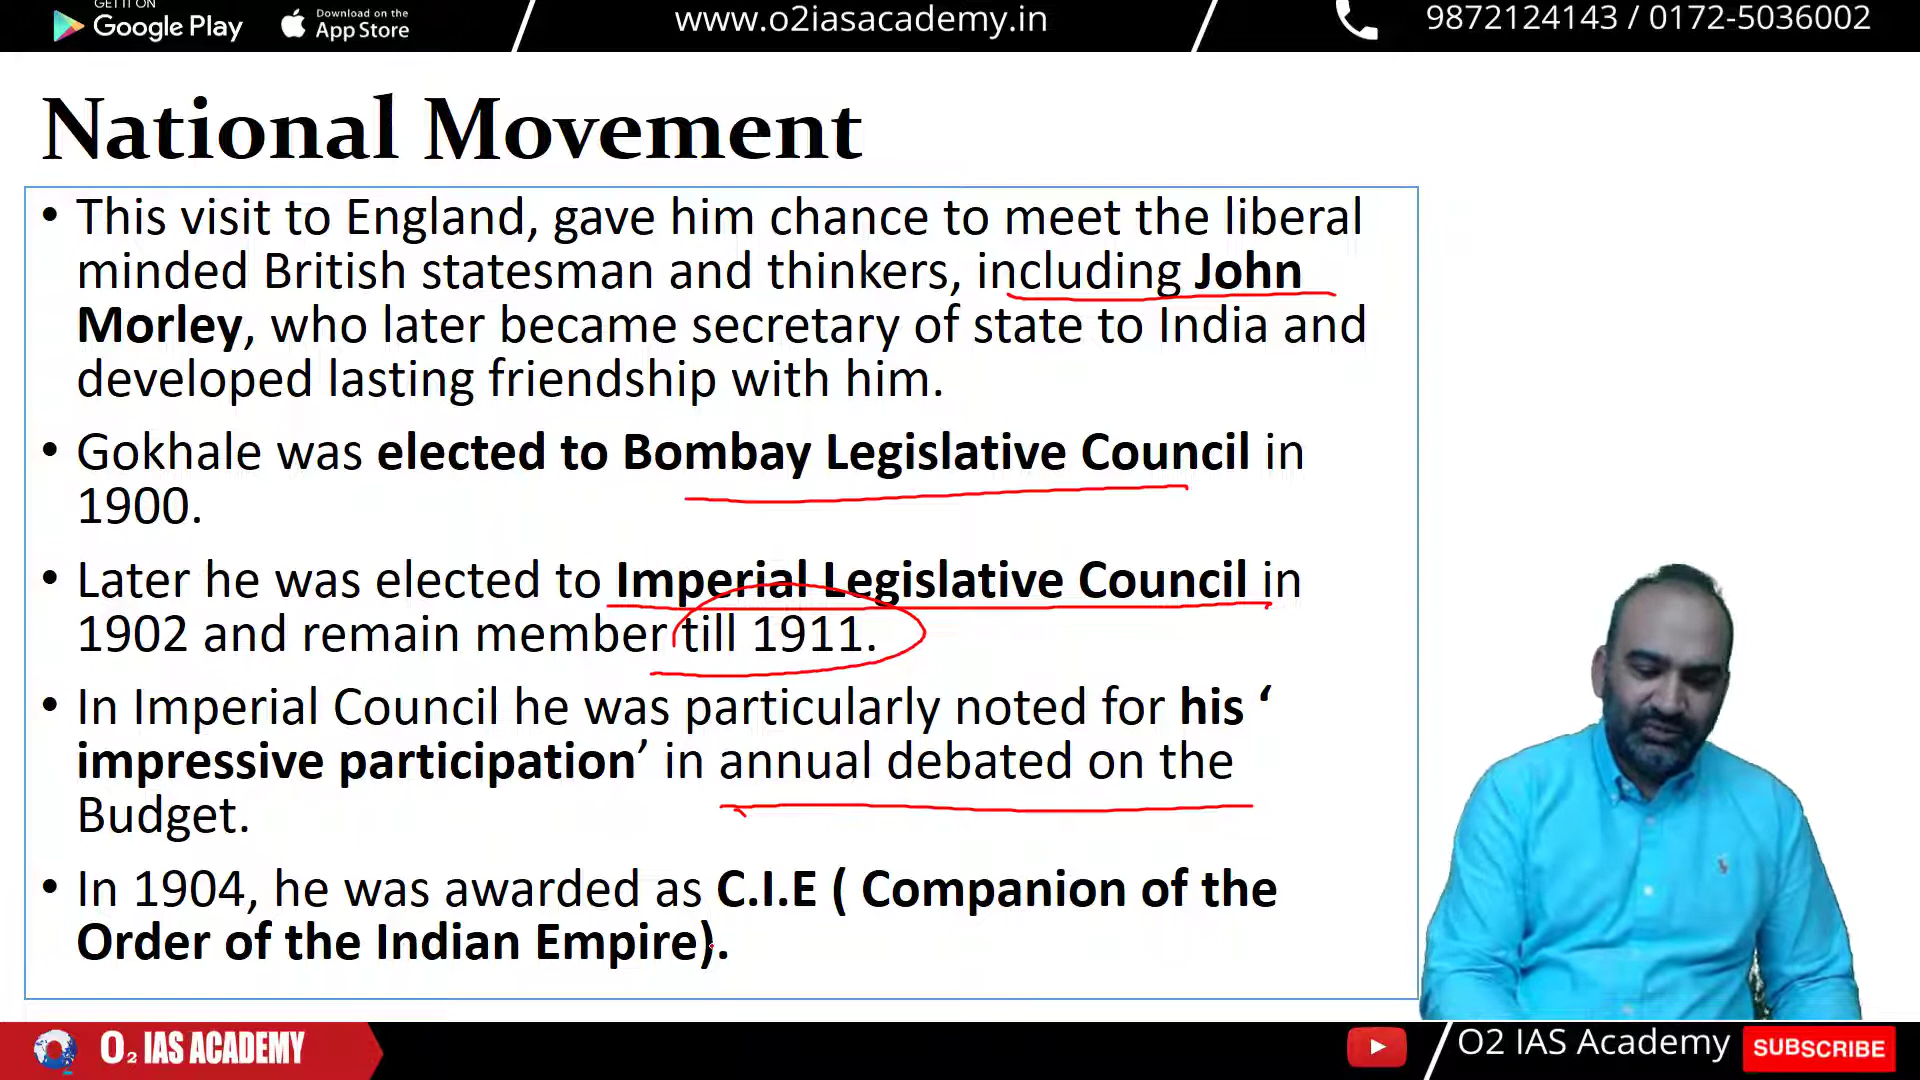 GET IT ON
Google Play
Download on the
App Store
www.o2iasacademy.in
9872124143 / 0172-5036002
National Movement
• This visit to England, gave him chance to meet the liberal
minded British statesman and thinkers, including John
Morley, who later became secretary of state to India and
developed lasting friendship with him.
• Gokhale was elected to Bombay Legislative Council in
1900.
• Later he was elected to Imperial Legislative Council in
1902 and remain member till 1911.
• In Imperial Council he was particularly noted for his ‘
impressive participation’ in annual debated on the
Budget.
• In 1904, he was awarded as C.I.E ( Companion of the
Order of the Indian Empire).
O2 IAS ACADEMY
O2 IAS Academy
SUBSCRIBE